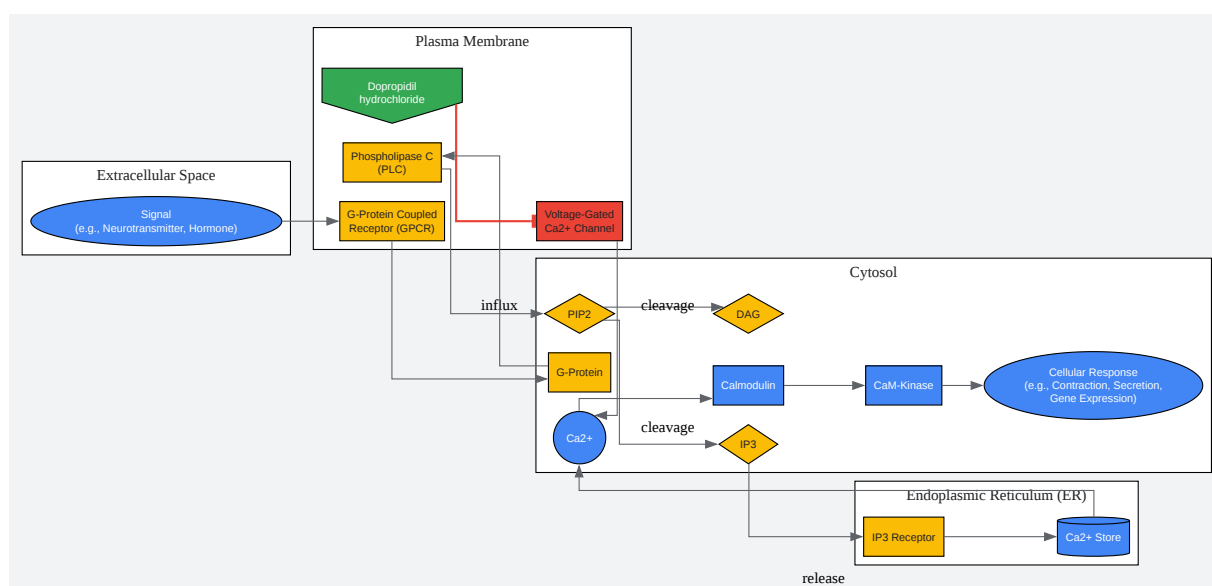 Plasma Membrane
Dopropidil
hydrochloride
Phospholipase C
(PLC)
Extracellular Space
Signal
(e.g., Neurotransmitter, Hormone)
G-Protein Coupled
Receptor (GPCR)
Voltage-Gated
Ca2+ Channel
Cytosol
influx
PIP2
cleavage
DAG
G-Protein
Calmodulin
CaM-Kinase
Cellular Response
(e.g., Contraction, Secretion,
Gene Expression)
Ca2+
cleavage
IP3
Endoplasmic Reticulum (ER)
IP3 Receptor
Ca2+ Store
release